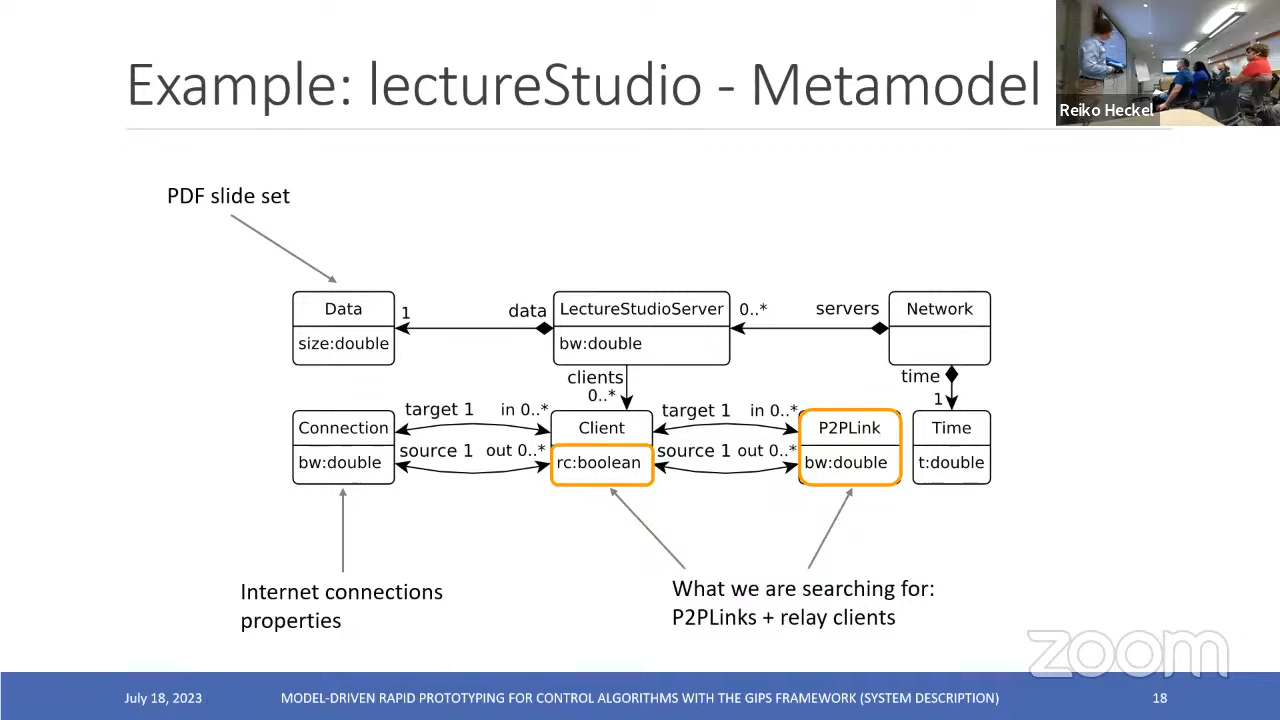 Example: lectureStudio - Metamodel
Reiko Heckel
PDF slide set
Data
size:double
1
data
LectureStudioServer
bw:double
0..*
servers
Network
clients
0..*
time
1
Connection
bw:double
target 1
in 0..*
source 1
out 0..*
Client
rc:boolean
target 1
in 0..*
source 1
out 0..*
P2PLink
bw:double
Time
t:double
Internet connections
properties
What we are searching for:
P2PLinks + relay clients
zoom
July 18, 2023
MODEL-DRIVEN RAPID PROTOTYPING FOR CONTROL ALGORITHMS WITH THE GIPS FRAMEWORK (SYSTEM DESCRIPTION)
18